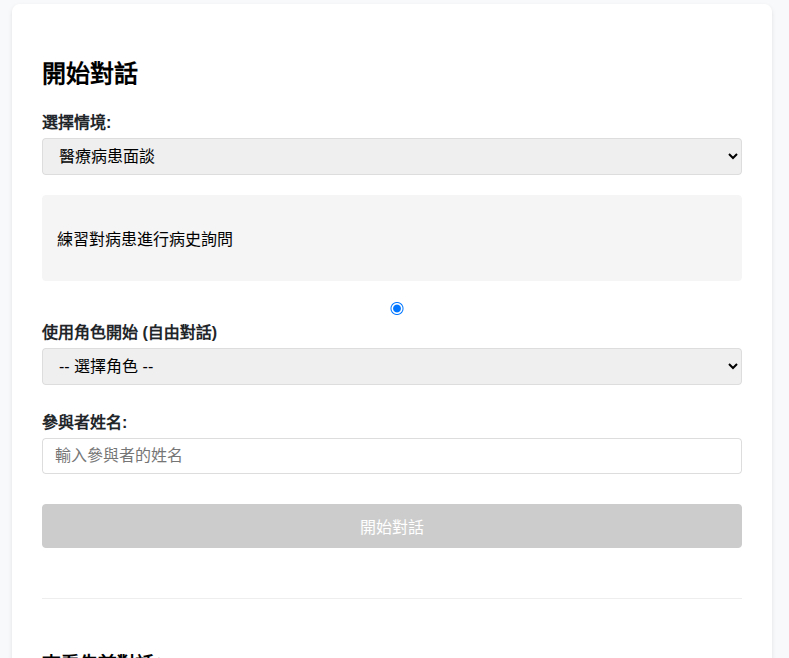 開始對話
選擇情境:
醫療病患面談
練習對病患進行病史詢問
使用角色開始 (自由對話)
-- 選擇角色 --
參與者姓名:
輸入參與者的姓名
開始對話